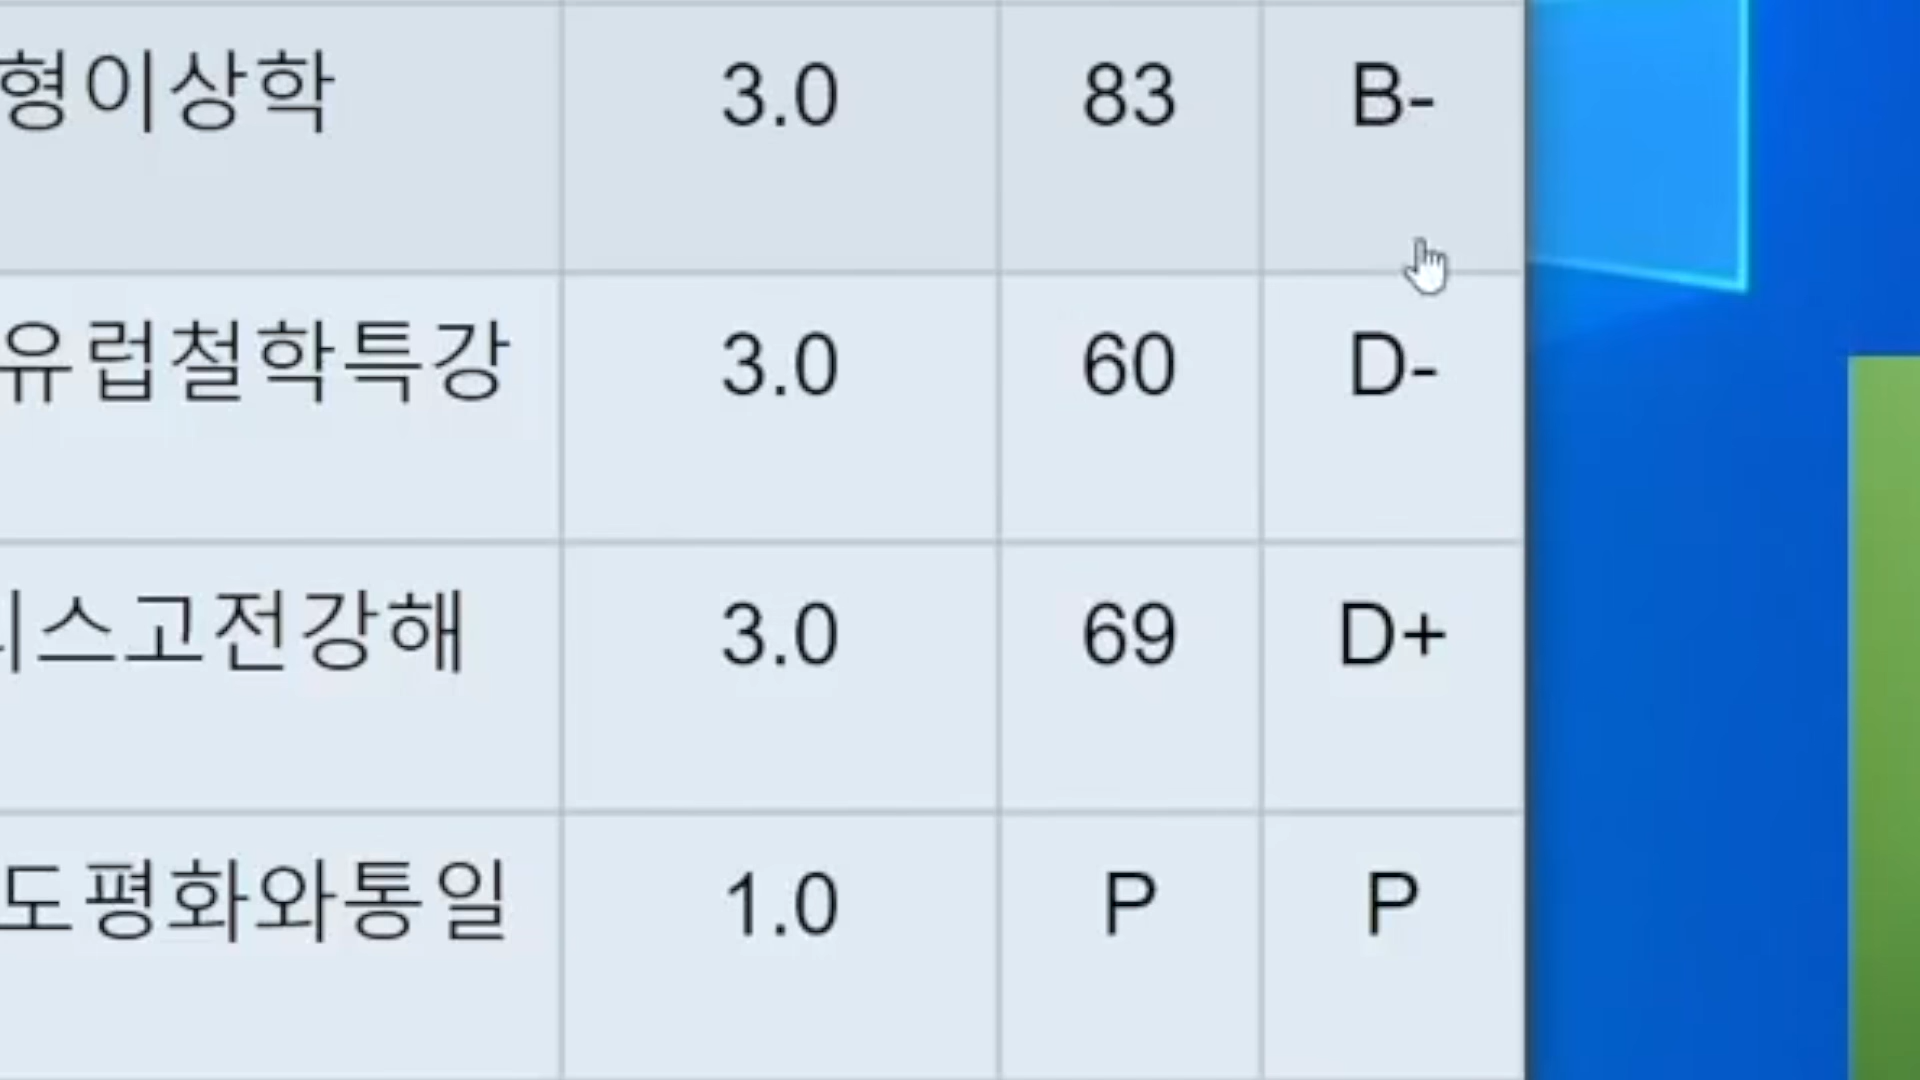 형이상학 3.0 83 B-
유럽철학특강 3.0 60 D-
스고전강해 3.0 69 D+
도평화와통일 1.0 P P